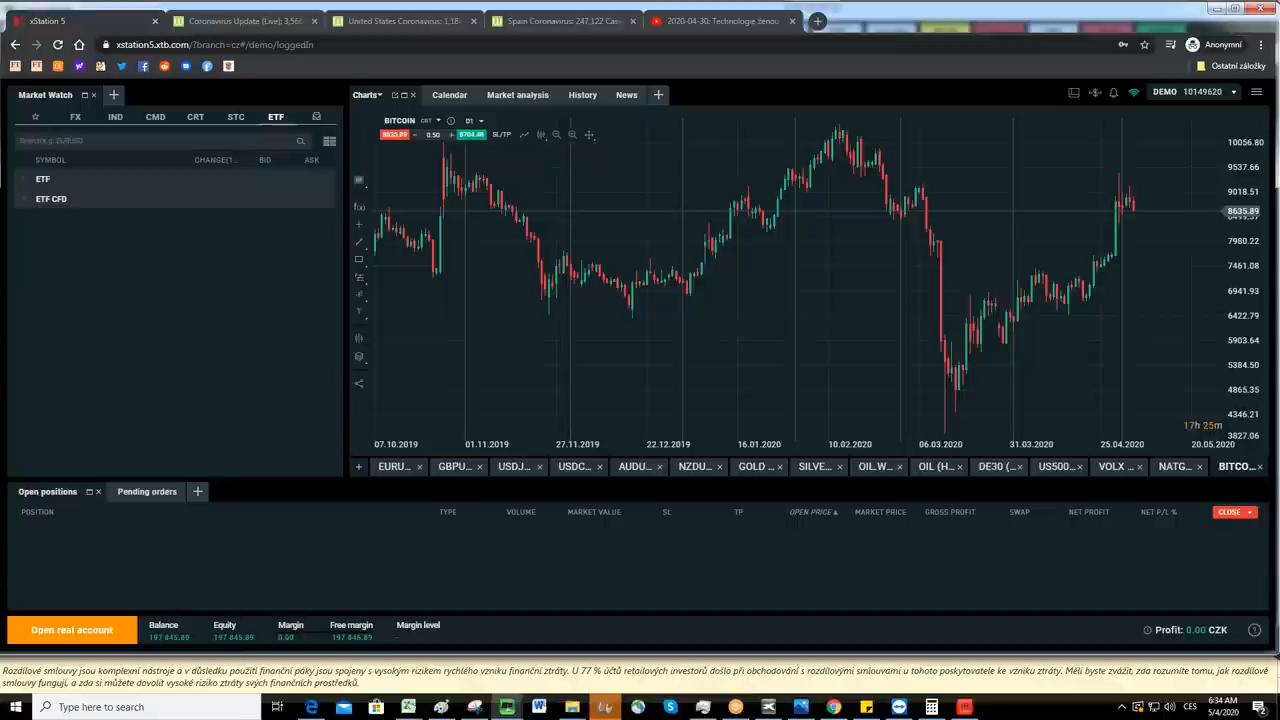 xStation 5
Coronavirus Update (Live): 3,566
United States Coronavirus: 1,188
Spain Coronavirus: 247,122 Case
2020-04-30: Technologie ženou
xstation5.xtb.com/?branch=cz#/demo/loggedIn
Anonymní
Ostatní záložky
Market Watch
Charts
Calendar
Market analysis
History
News
DEMO 10149620
FX
IND
CMD
CRT
STC
ETF
BITCOIN CRT
D1
8635.89
0.50
8704.48
SL/TP
SYMBOL
CHANGE(1...
BID
ASK
ETF
ETF CFD
10056.80
9537.66
9018.51
8635.89
7980.22
7461.08
6941.93
6422.79
5903.64
5384.50
4865.35
4346.21
3827.06
17h 25m
07.10.2019
01.11.2019
27.11.2019
22.12.2019
16.01.2020
10.02.2020
06.03.2020
31.03.2020
25.04.2020
20.05.2020
EURU...
GBPU...
USDJ...
USDC...
AUDU...
NZDU...
GOLD ...
SILVE...
OIL.W...
OIL (H...
DE30 (...
US500...
VOLX ...
NATG...
BITCO...
Open positions
Pending orders
POSITION
TYPE
VOLUME
MARKET VALUE
SL
TP
OPEN PRICE
MARKET PRICE
GROSS PROFIT
SWAP
NET PROFIT
NET P/L %
CLOSE
Open real account
Balance
197 845.89
Equity
197 845.89
Margin
0.00
Free margin
197 845.89
Margin level
-
Profit: 0.00 CZK
Rozdílové smlouvy jsou komplexní nástroje a v důsledku použití finanční páky jsou spojeny s vysokým rizikem rychlého vzniku finanční ztráty. U 77 % účtů retailových investorů došlo při obchodování s rozdílovými smlouvami u tohoto poskytovatele ke vzniku ztráty. Měli byste zvážit, zda rozumíte tomu, jak rozdílové
smlouvy fungují, a zda si můžete dovolit vysoké riziko ztráty svých finančních prostředků.
Type here to search
CES
6:34 AM
5/4/2020